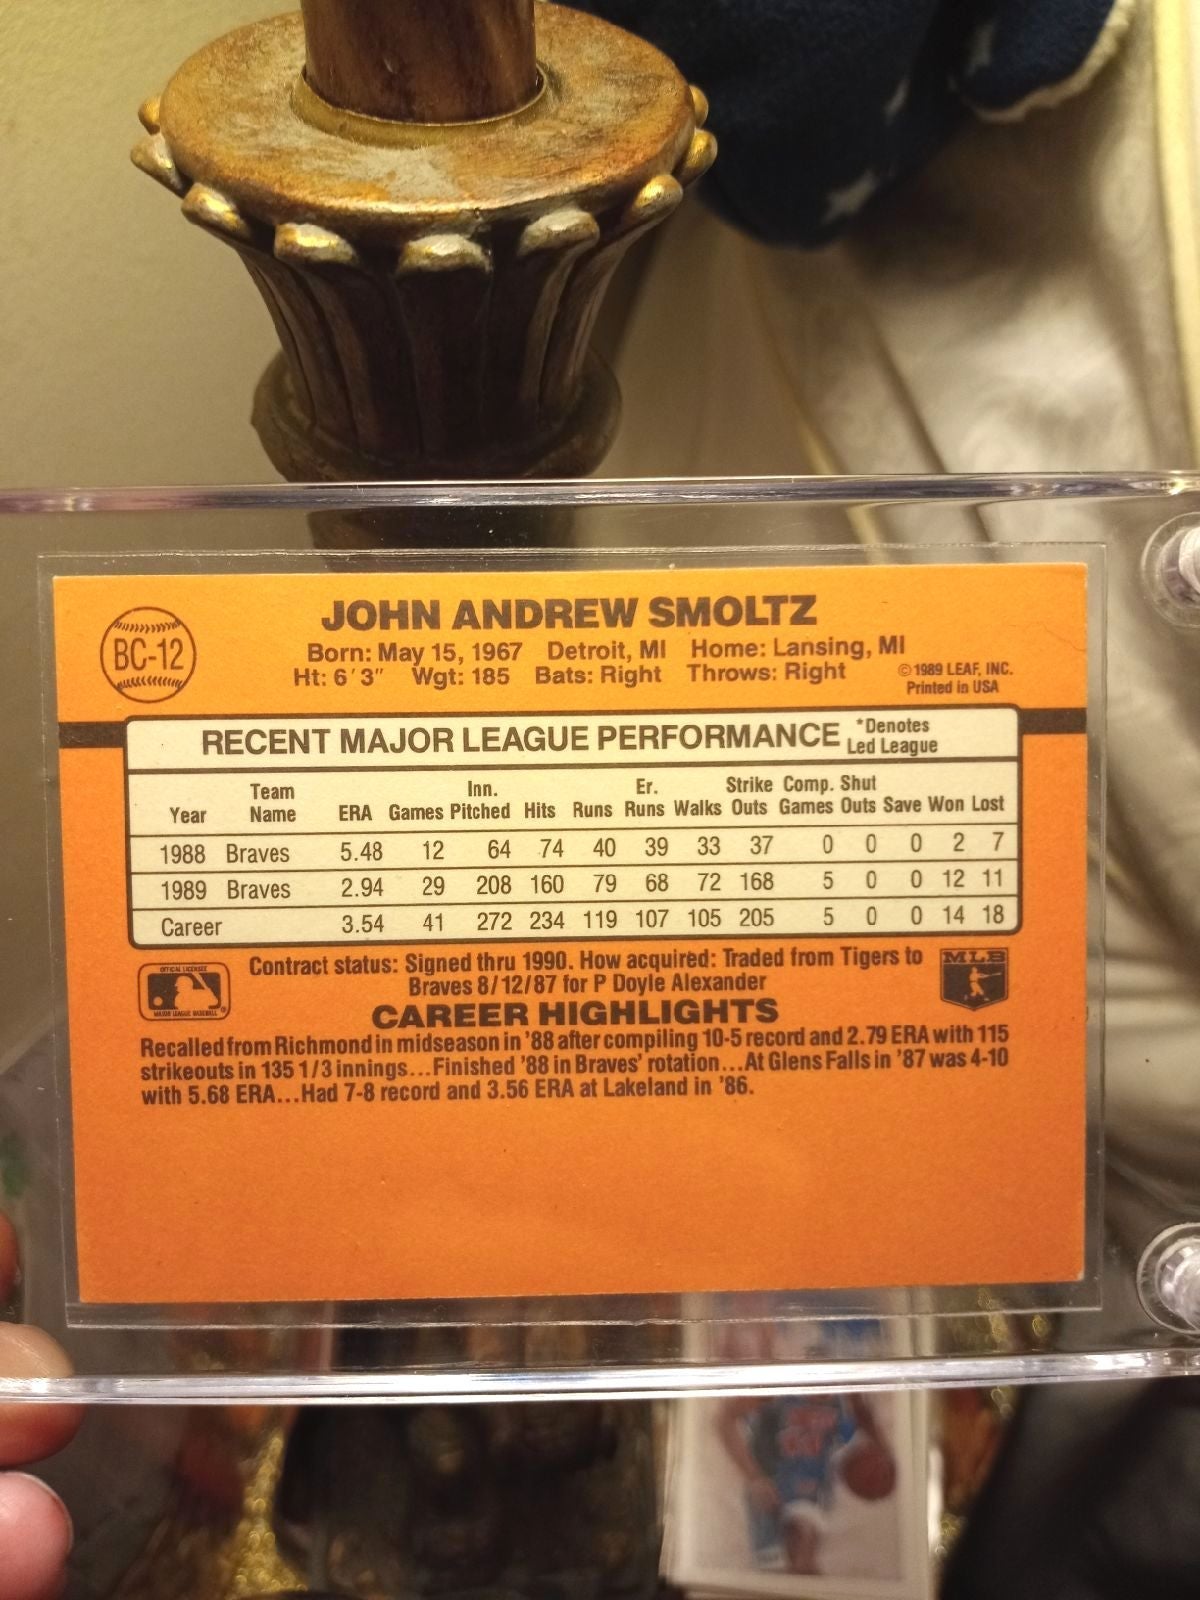 BC-12
JOHN ANDREW SMOLTZ
Born: May 15, 1967 Detroit, MI Home: Lansing, MI
Ht: 6'3" Wgt: 185 Bats: Right Throws: Right
©1989 LEAF, INC.
Printed in USA
RECENT MAJOR LEAGUE PERFORMANCE *Denotes Led League
Year Team Name ERA Games Inn. Pitched Hits Runs Er. Runs Walks Strike Outs Comp. Games Shut Outs Save Won Lost
1988 Braves 5.48 12 64 74 40 39 33 37 0 0 0 2 7
1989 Braves 2.94 29 208 160 79 68 72 168 5 0 0 12 11
Career 3.54 41 272 234 119 107 105 205 5 0 0 14 18
OFFICIAL LICENSEE
MAJOR LEAGUE BASEBALL
Contract status: Signed thru 1990. How acquired: Traded from Tigers to
Braves 8/12/87 for P Doyle Alexander
MLB
CAREER HIGHLIGHTS
Recalled from Richmond in midseason in '88 after compiling 10-5 record and 2.79 ERA with 115
strikeouts in 135 1/3 innings...Finished '88 in Braves' rotation...At Glens Falls in '87 was 4-10
with 5.68 ERA...Had 7-8 record and 3.56 ERA at Lakeland in '86.